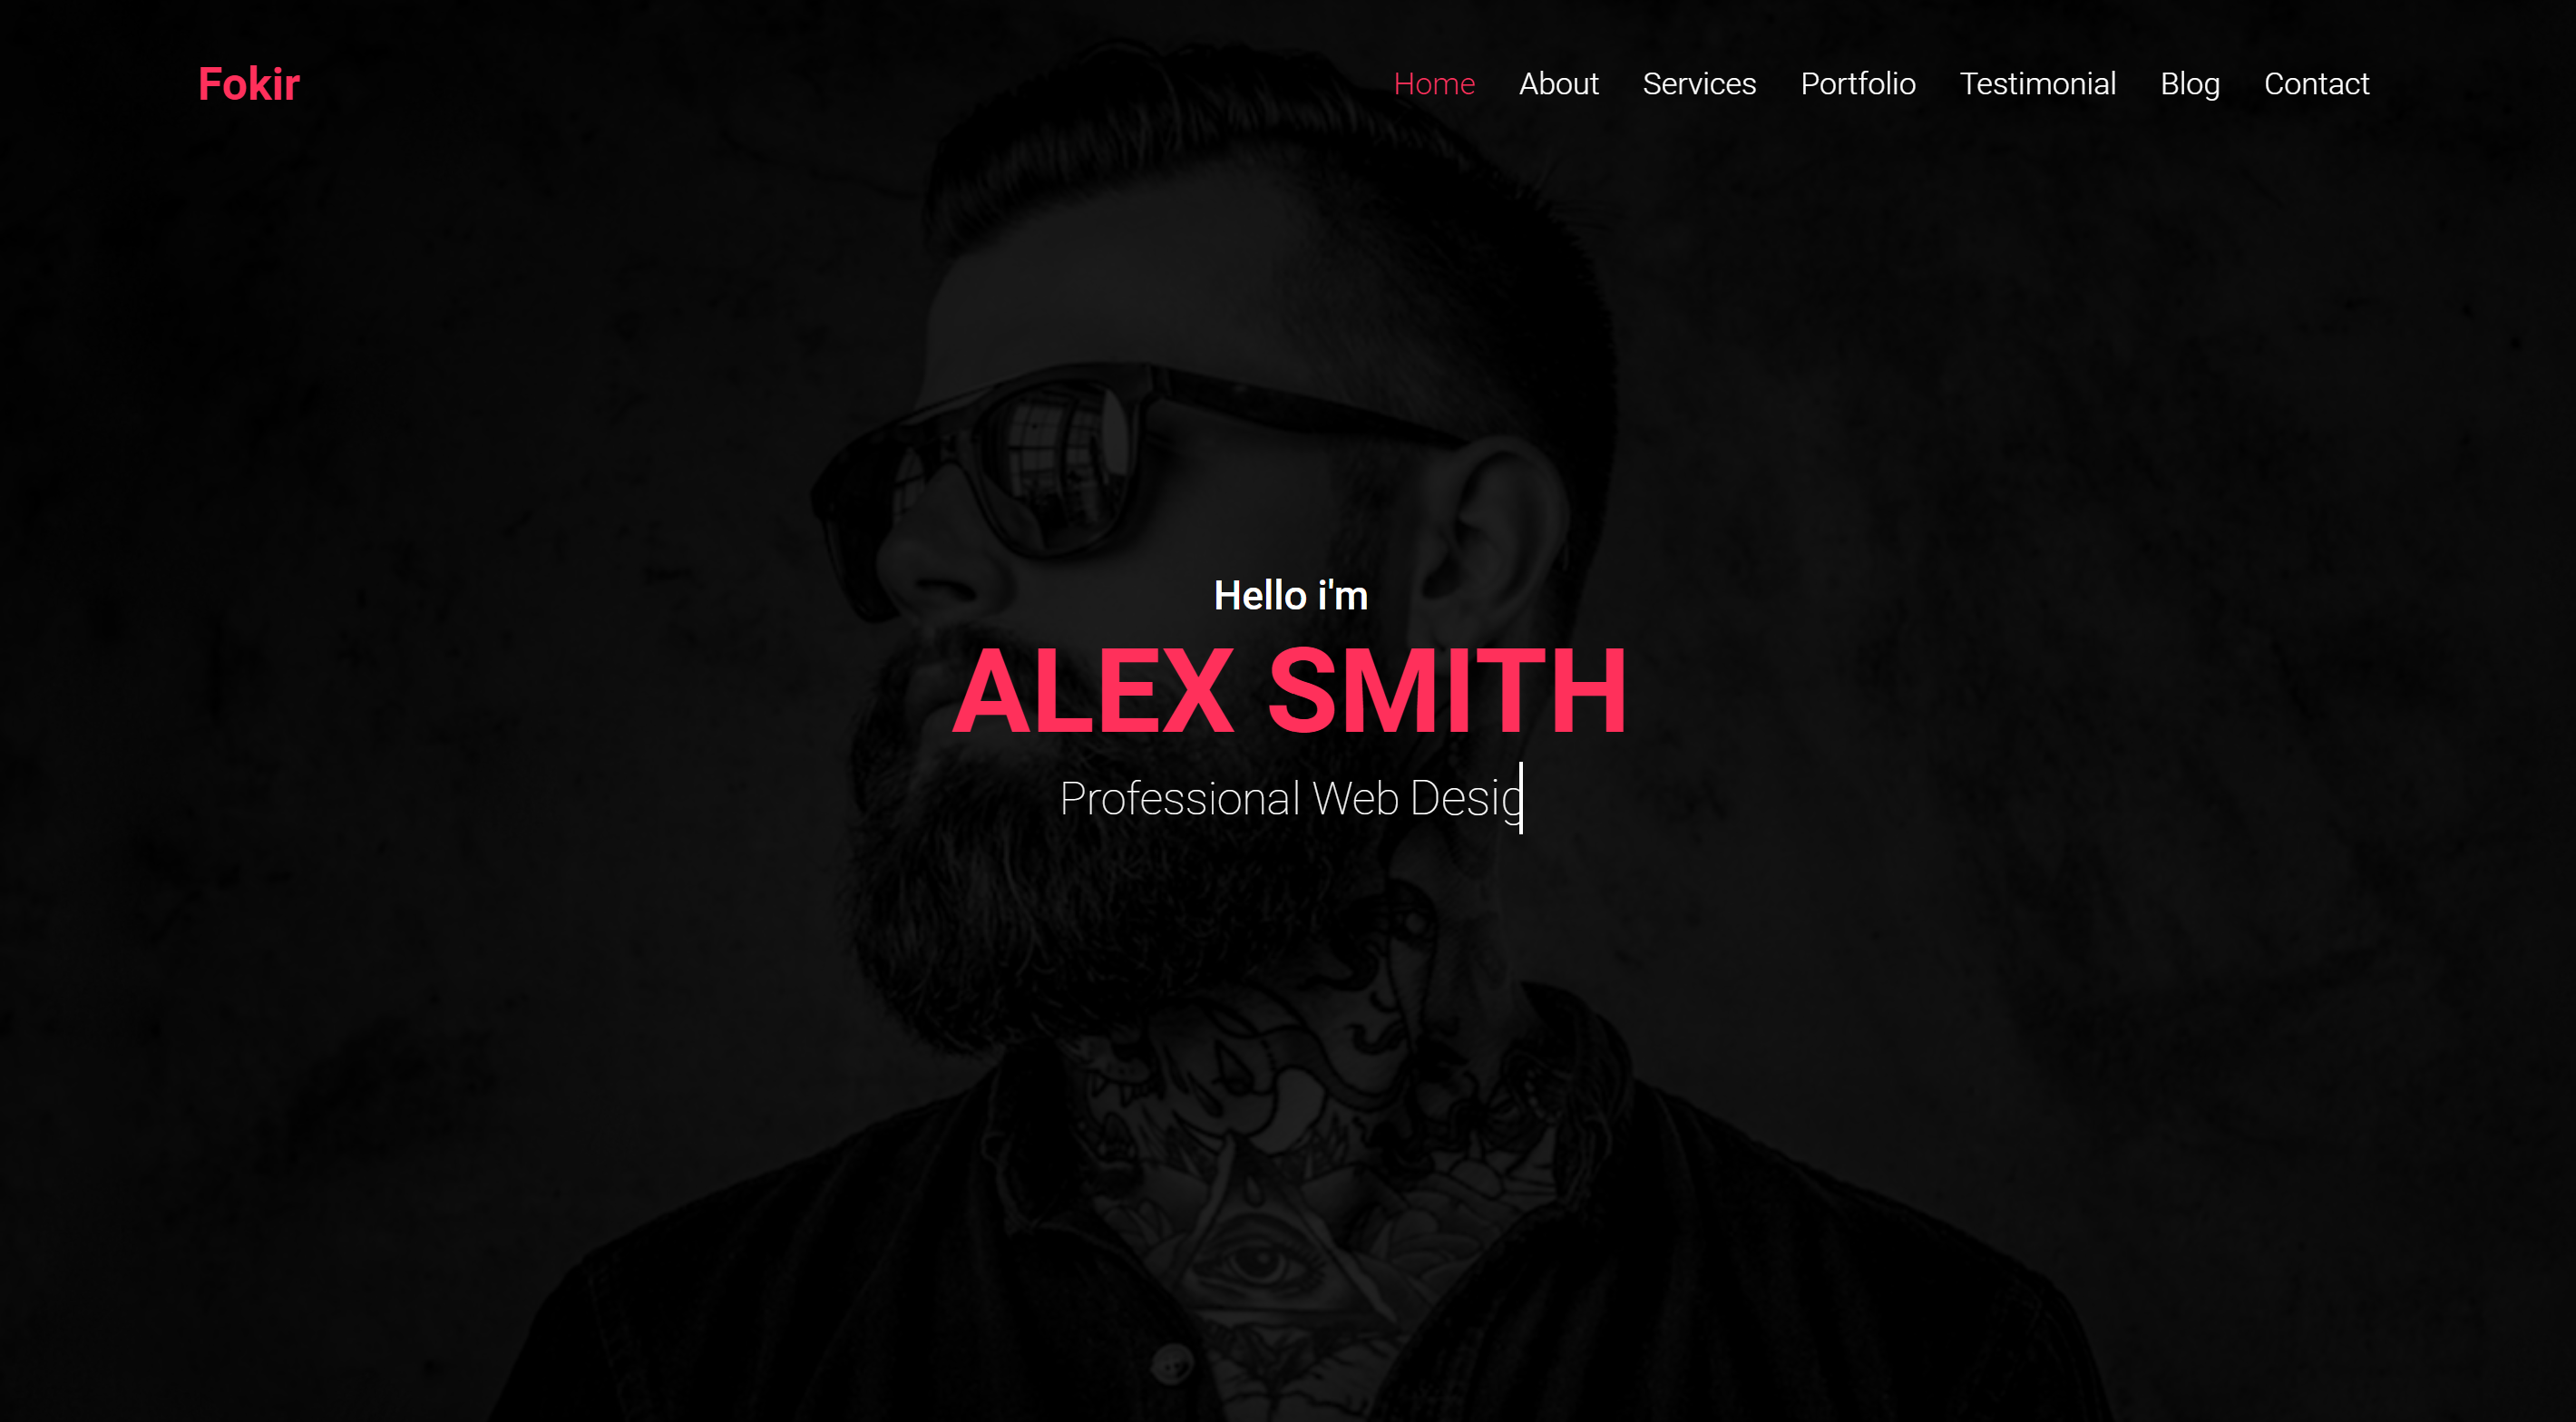 Fokir
Home About Services Portfolio Testimonial Blog Contact
Hello i'm
ALEX SMITH
Professional Web Desig